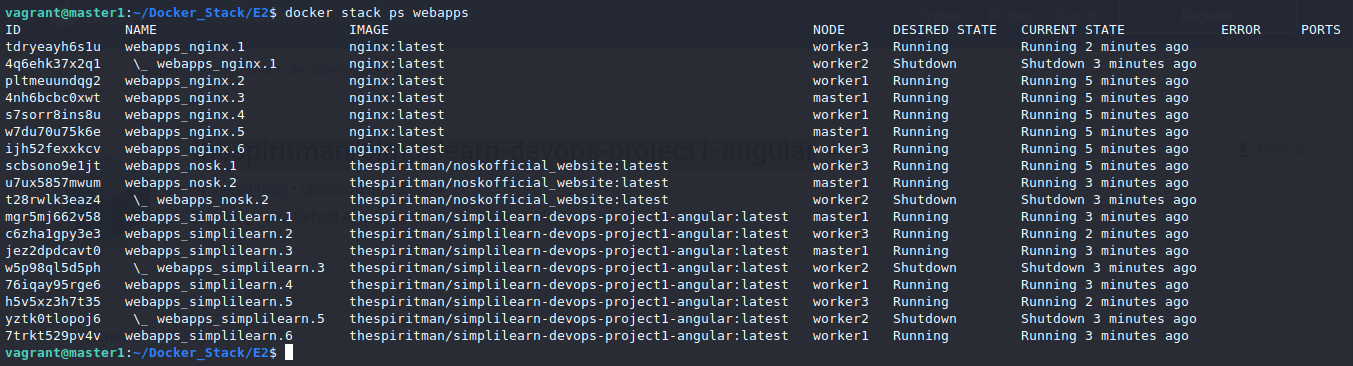 vagrant@master1:~/Docker_Stack/E2$ docker stack ps webapps
ID NAME IMAGE NODE DESIRED STATE CURRENT STATE ERROR PORTS
tdryeayh6s1u webapps_nginx.1 nginx:latest worker3 Running Running 2 minutes ago
4q6ehk37x2q1 \_ webapps_nginx.1 nginx:latest worker2 Shutdown Shutdown 3 minutes ago
pltmeuundqg2 webapps_nginx.2 nginx:latest worker1 Running Running 5 minutes ago
4nh6bcbc0xwt webapps_nginx.3 nginx:latest master1 Running Running 5 minutes ago
s7sorr8ins8u webapps_nginx.4 nginx:latest worker1 Running Running 5 minutes ago
w7du70u75k6e webapps_nginx.5 nginx:latest master1 Running Running 5 minutes ago
ijh52fexxkcv webapps_nginx.6 nginx:latest worker3 Running Running 5 minutes ago
scbsono9e1jt webapps_nosk.1 thespiritman/noskofficial_website:latest worker3 Running Running 5 minutes ago
u7ux5857mwum webapps_nosk.2 thespiritman/noskofficial_website:latest master1 Running Running 3 minutes ago
t28rwlk3eaz4 \_ webapps_nosk.2 thespiritman/noskofficial_website:latest worker2 Shutdown Shutdown 3 minutes ago
mgr5mj662v58 webapps_simplilearn.1 thespiritman/simplilearn-devops-project1-angular:latest master1 Running Running 3 minutes ago
c6zha1gpy3e3 webapps_simplilearn.2 thespiritman/simplilearn-devops-project1-angular:latest worker3 Running Running 2 minutes ago
jez2dpdcavt0 webapps_simplilearn.3 thespiritman/simplilearn-devops-project1-angular:latest master1 Running Running 3 minutes ago
w5p98ql5d5ph \_ webapps_simplilearn.3 thespiritman/simplilearn-devops-project1-angular:latest worker2 Shutdown Shutdown 3 minutes ago
76iqay95rge6 webapps_simplilearn.4 thespiritman/simplilearn-devops-project1-angular:latest worker1 Running Running 3 minutes ago
h5v5xz3h7t35 webapps_simplilearn.5 thespiritman/simplilearn-devops-project1-angular:latest worker3 Running Running 2 minutes ago
yztk0tlopoj6 \_ webapps_simplilearn.5 thespiritman/simplilearn-devops-project1-angular:latest worker2 Shutdown Shutdown 3 minutes ago
7trkt529pv4v webapps_simplilearn.6 thespiritman/simplilearn-devops-project1-angular:latest worker1 Running Running 3 minutes ago
vagrant@master1:~/Docker_Stack/E2$